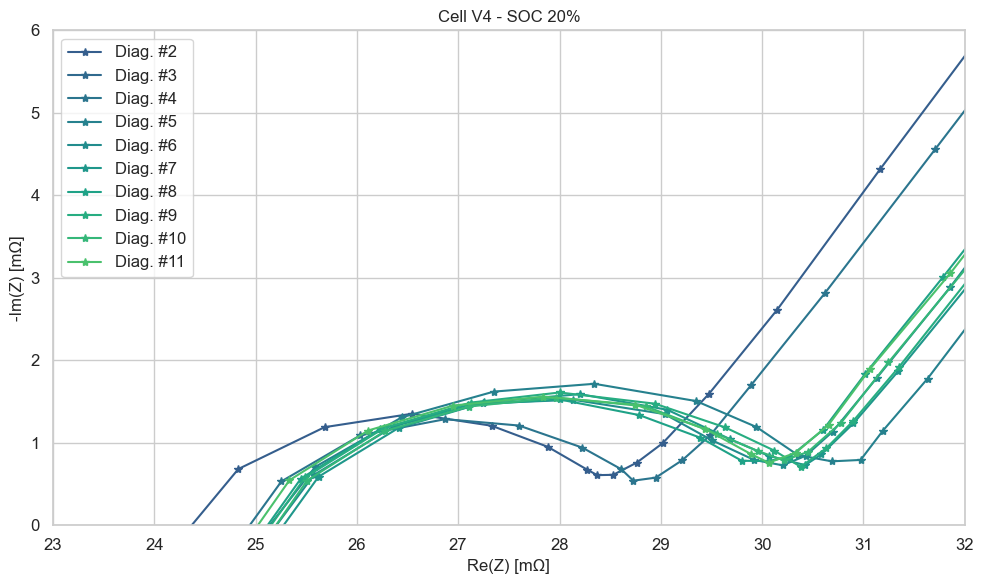 Cell V4 - SOC 20%
6
5
4
3
2
1
0
-Im(Z) [mΩ]
Diag. #2
Diag. #3
Diag. #4
Diag. #5
Diag. #6
Diag. #7
Diag. #8
Diag. #9
Diag. #10
Diag. #11
23 24 25 26 27 28 29 30 31 32
Re(Z) [mΩ]